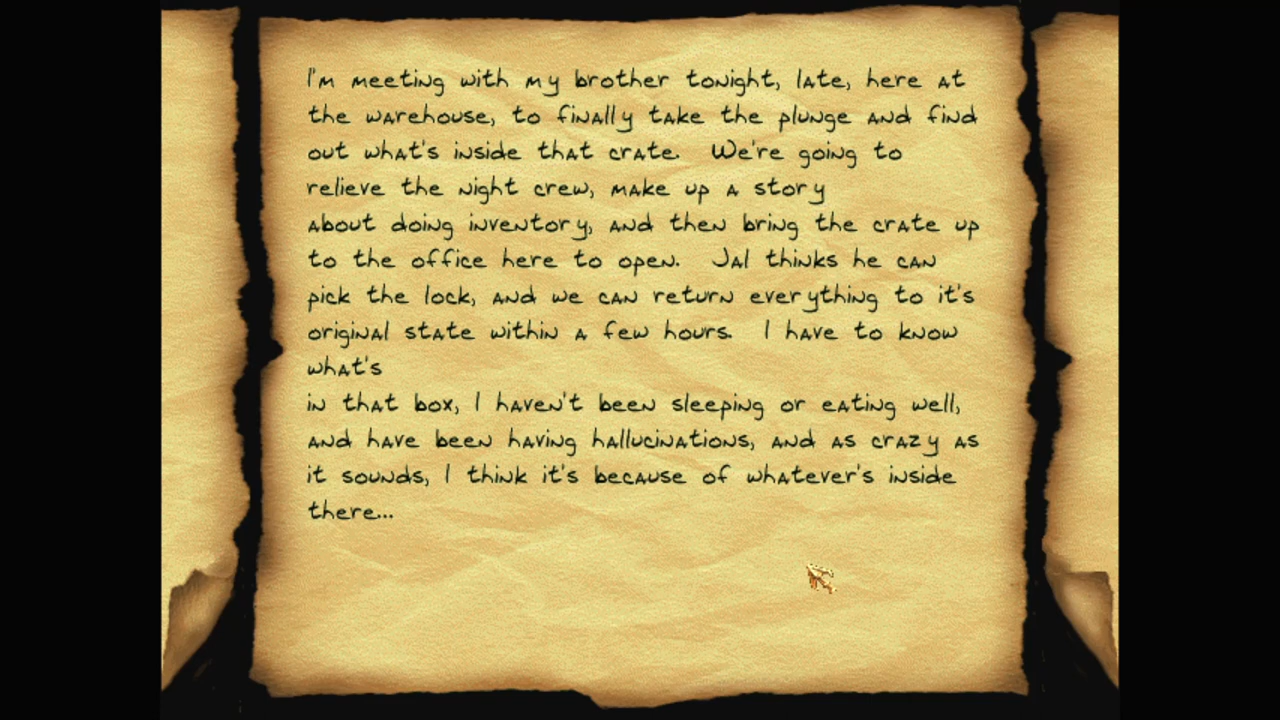 I'm meeting with my brother tonight, late, here at
the warehouse, to finally take the plunge and find
out what's inside that crate.  We're going to
relieve the night crew, make up a story
about doing inventory, and then bring the crate up
to the office here to open.  Jal thinks he can
pick the lock, and we can return everything to it's
original state within a few hours.  I have to know
what's
in that box, I haven't been sleeping or eating well,
and have been having hallucinations, and as crazy as
it sounds, I think it's because of whatever's inside
there...